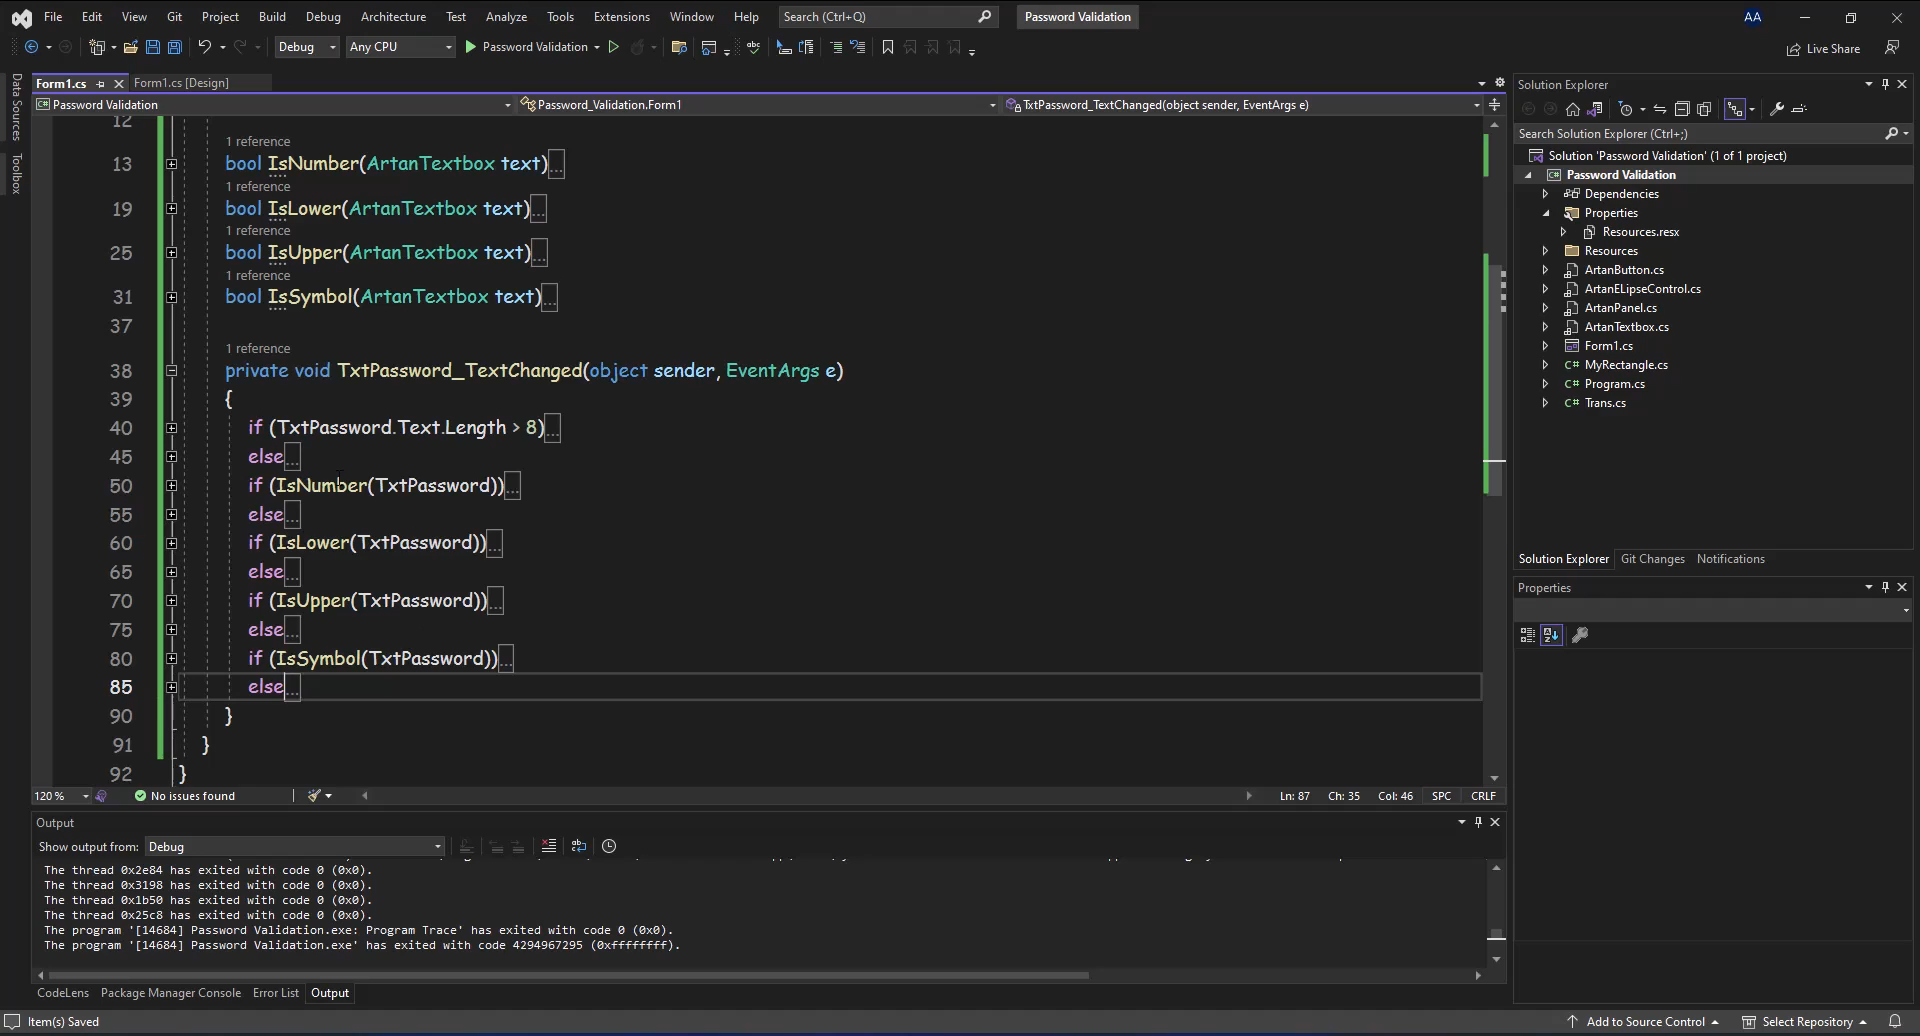 File Edit View Git Project Build Debug Architecture Test Analyze Tools Extensions Window Help Search (Ctrl+Q) Password Validation AA
Debug Any CPU Password Validation Live Share
Data Sources
Toolbox
Form1.cs Form1.cs [Design]
Password Validation Password_Validation.Form1 TxtPassword_TextChanged(object sender, EventArgs e)
12
1 reference
13 bool IsNumber(ArtanTextbox text)...
1 reference
19 bool IsLower(ArtanTextbox text)...
1 reference
25 bool IsUpper(ArtanTextbox text)...
1 reference
31 bool IsSymbol(ArtanTextbox text)...
37
1 reference
38 private void TxtPassword_TextChanged(object sender, EventArgs e)
39 {
40 if (TxtPassword.Text.Length > 8)...
45 else...
50 if (IsNumber(TxtPassword))...
55 else...
60 if (IsLower(TxtPassword))...
65 else...
70 if (IsUpper(TxtPassword))...
75 else...
80 if (IsSymbol(TxtPassword))...
85 else...
90 }
91 }
92 }
120 % No issues found Ln: 87 Ch: 35 Col: 46 SPC CRLF
Output
Show output from: Debug
The thread 0x2e84 has exited with code 0 (0x0).
The thread 0x3198 has exited with code 0 (0x0).
The thread 0x1b50 has exited with code 0 (0x0).
The thread 0x25c8 has exited with code 0 (0x0).
The program '[14684] Password Validation.exe: Program Trace' has exited with code 0 (0x0).
The program '[14684] Password Validation.exe' has exited with code 4294967295 (0xffffffff).
CodeLens Package Manager Console Error List Output
Solution Explorer
Search Solution Explorer (Ctrl+;)
Solution 'Password Validation' (1 of 1 project)
C# Password Validation
Dependencies
Properties
Resources.resx
Resources
ArtanButton.cs
ArtanELipseControl.cs
ArtanPanel.cs
ArtanTextbox.cs
Form1.cs
C# MyRectangle.cs
C# Program.cs
C# Trans.cs
Solution Explorer Git Changes Notifications
Properties
Item(s) Saved Add to Source Control Select Repository